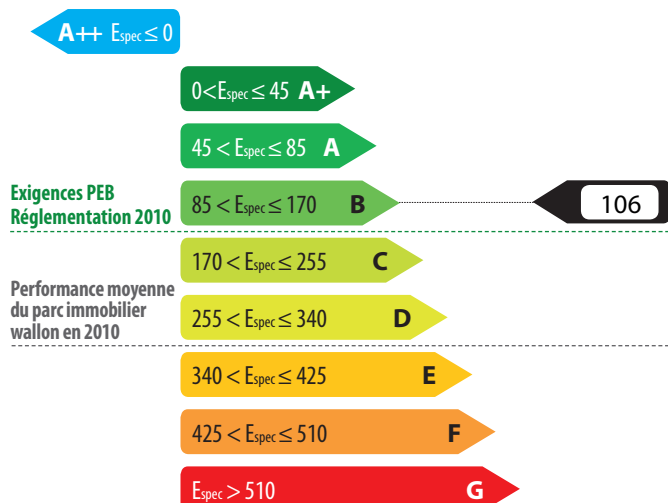 A++ Espec ≤ 0
0<Espec ≤ 45 A+
45 < Espec ≤ 85 A
Exigences PEB
Réglementation 2010
85 < Espec ≤ 170 B
106
170 < Espec ≤ 255 C
Performance moyenne
du parc immobilier
wallon en 2010
255 < Espec ≤ 340 D
340 < Espec ≤ 425 E
425 < Espec ≤ 510 F
Espec > 510 G